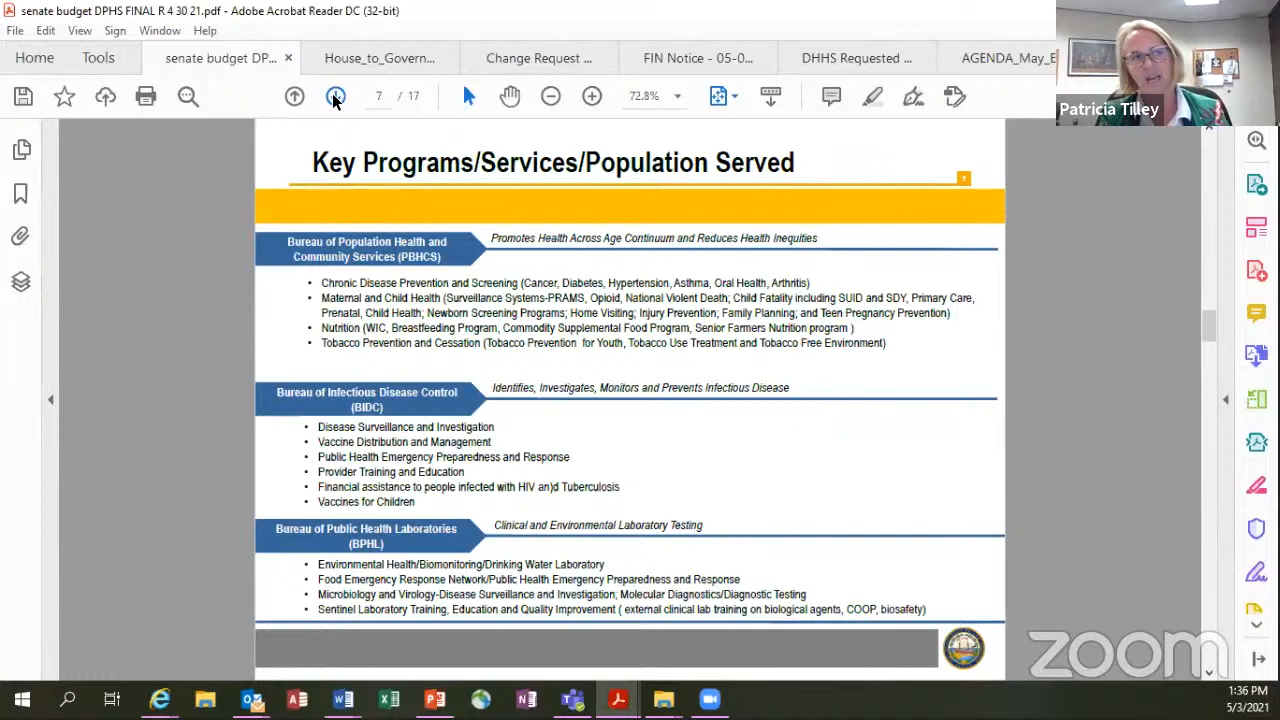 senate budget DPHS FINAL R 4 30 21.pdf - Adobe Acrobat Reader DC (32-bit)
File Edit View Sign Window Help
Home Tools senate budget DP... × House_to_Govern... Change Request ... FIN Notice - 05-0... DHHS Requested ... AGENDA_May_E
7 / 17 72.8%
Patricia Tilley
Key Programs/Services/Population Served
7
Bureau of Population Health and
Community Services (PBHCS)
Promotes Health Across Age Continuum and Reduces Health Inequities
• Chronic Disease Prevention and Screening (Cancer, Diabetes, Hypertension, Asthma, Oral Health, Arthritis)
• Maternal and Child Health (Surveillance Systems-PRAMS, Opioid, National Violent Death; Child Fatality including SUID and SDY, Primary Care,
Prenatal, Child Health; Newborn Screening Programs; Home Visiting; Injury Prevention; Family Planning; and Teen Pregnancy Prevention)
• Nutrition (WIC, Breastfeeding Program, Commodity Supplemental Food Program, Senior Farmers Nutrition program )
• Tobacco Prevention and Cessation (Tobacco Prevention for Youth, Tobacco Use Treatment and Tobacco Free Environment)
Bureau of Infectious Disease Control
(BIDC)
Identifies, Investigates, Monitors and Prevents Infectious Disease
• Disease Surveillance and Investigation
• Vaccine Distribution and Management
• Public Health Emergency Preparedness and Response
• Provider Training and Education
• Financial assistance to people infected with HIV an)d Tuberculosis
• Vaccines for Children
Bureau of Public Health Laboratories
(BPHL)
Clinical and Environmental Laboratory Testing
• Environmental Health/Biomonitoring/Drinking Water Laboratory
• Food Emergency Response Network/Public Health Emergency Preparedness and Response
• Microbiology and Virology-Disease Surveillance and Investigation; Molecular Diagnostics/Diagnostic Testing
• Sentinel Laboratory Training, Education and Quality Improvement ( external clinical lab training on biological agents, COOP, biosafety)
zoom
1:36 PM
5/3/2021